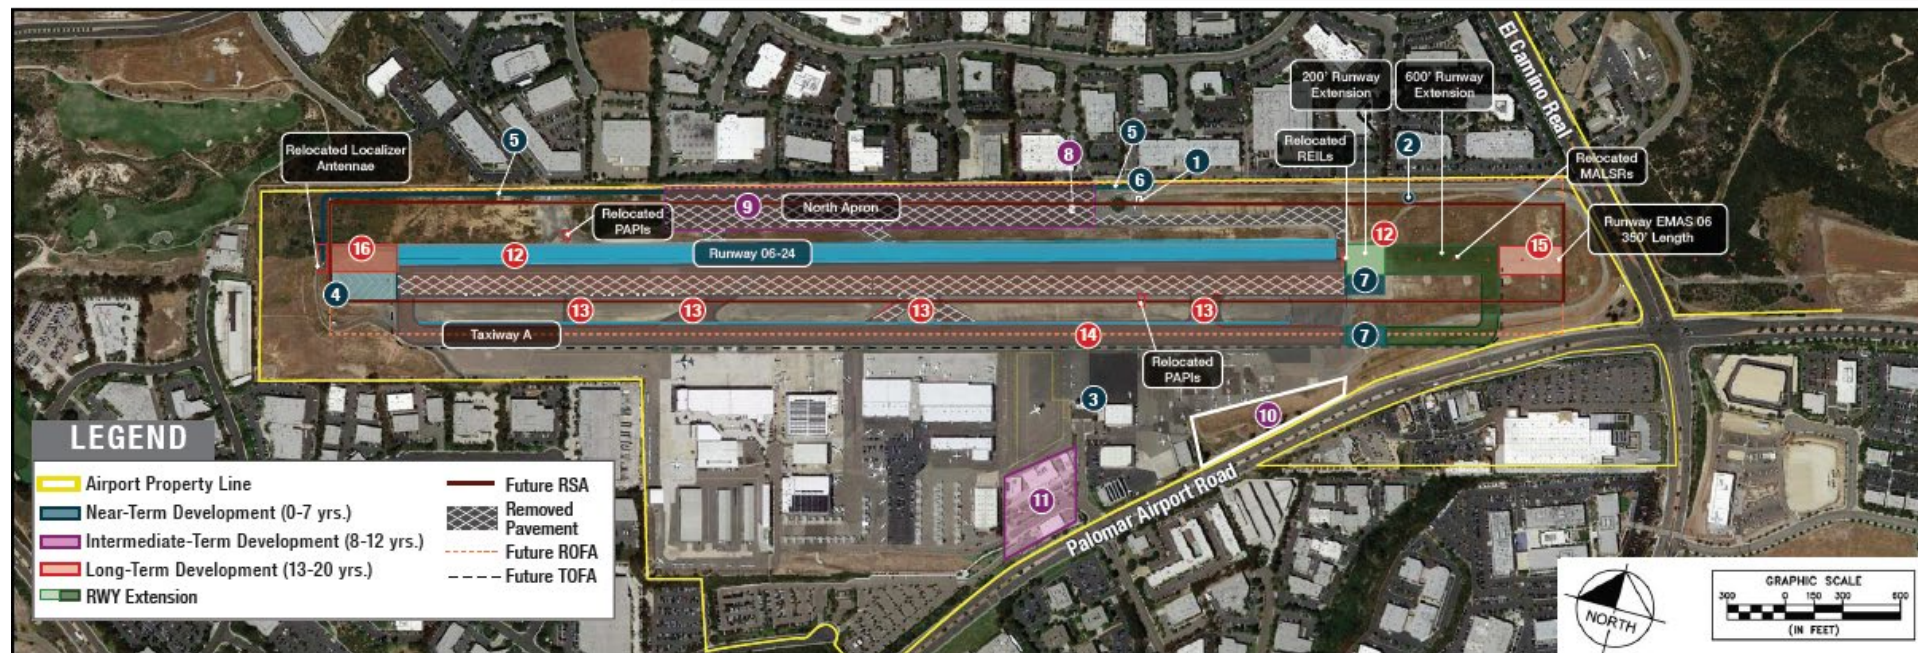 El Camino Real
200' Runway
Extension
600' Runway
Extension
5
5
1
2
8
6
Relocated Localizer
Antennae
Relocated
REILs
Relocated
MALSRs
9
North Apron
Relocated
PAPIs
Runway EMAS 06
350' Length
16
12
Runway 06-24
12
15
4
7
13
13
13
13
Taxiway A
14
7
Relocated
PAPIs
3
10
11
Palomar Airport Road
LEGEND
Airport Property Line
Near-Term Development (0-7 yrs.)
Intermediate-Term Development (8-12 yrs.)
Long-Term Development (13-20 yrs.)
RWY Extension
Future RSA
Removed
Pavement
Future ROFA
Future TOFA
NORTH
GRAPHIC SCALE
300 0 150 300 600
(IN FEET)